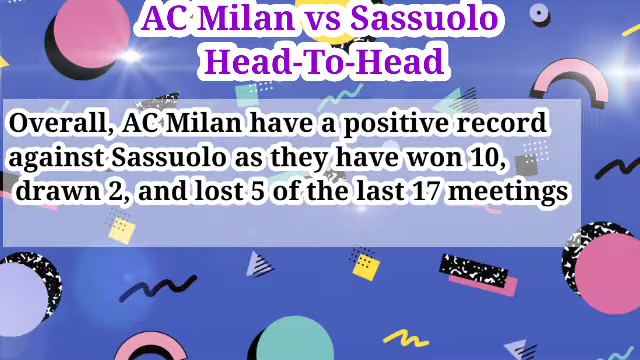 AC Milan vs Sassuolo
Head-To-Head
Overall, AC Milan have a positive record
against Sassuolo as they have won 10,
drawn 2, and lost 5 of the last 17 meetings